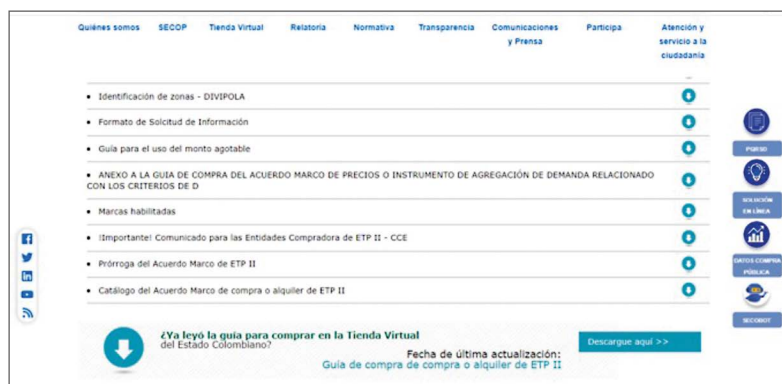 Quiénes somos SECOP Tienda Virtual Relatoría Normativa Transparencia Comunicaciones y Prensa Participa Atención y servicio a la ciudadanía
Identificación de zonas - DIVIPOLA
Formato de Solcitud de Información
Guía para el uso del monto agotable
ANEXO A LA GUIA DE COMPRA DEL ACUERDO MARCO DE PRECIOS O INSTRUMENTO DE AGREGACIÓN DE DEMANDA RELACIONADO
CON LOS CRITERIOS DE D
Marcas habilitadas
!Importante! Comunicado para las Entidades Compradora de ETP II - CCE
Prórroga del Acuerdo Marco de ETP II
Catálogo del Acuerdo Marco de compra o alquiler de ETP II
PQRSD
SOLUCIÓN
EN LÍNEA
DATOS COMPRA
PÚBLICA
SECOBOT
¿Ya leyó la guía para comprar en la Tienda Virtual
del Estado Colombiano?
Descargue aquí >>
Fecha de última actualización:
Guía de compra de compra o alquiler de ETP II